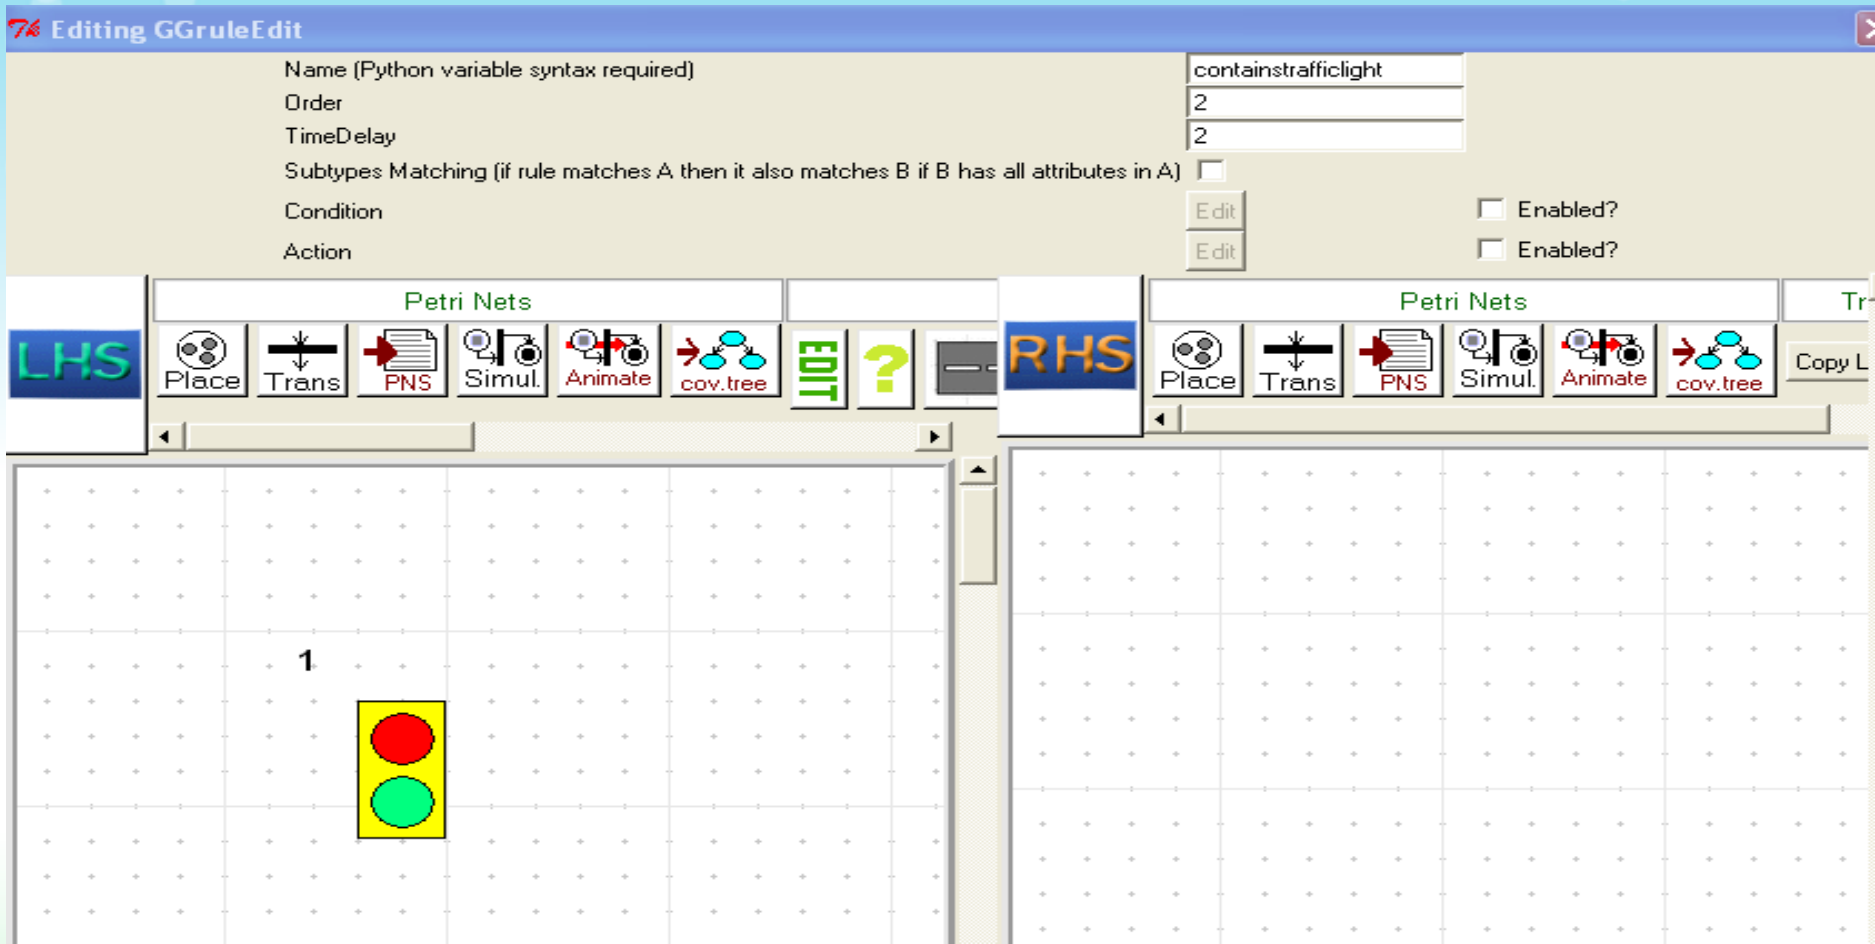 Editing GGruleEdit
Name (Python variable syntax required) containstrafficlight
Order 2
TimeDelay 2
Subtypes Matching (if rule matches A then it also matches B if B has all attributes in A)
Condition Edit Enabled?
Action Edit Enabled?
Petri Nets
LHS
Place Trans PNS Simul. Animate cov.tree EDIT ?
Petri Nets Tr
RHS
Place Trans PNS Simul. Animate cov.tree Copy L
1